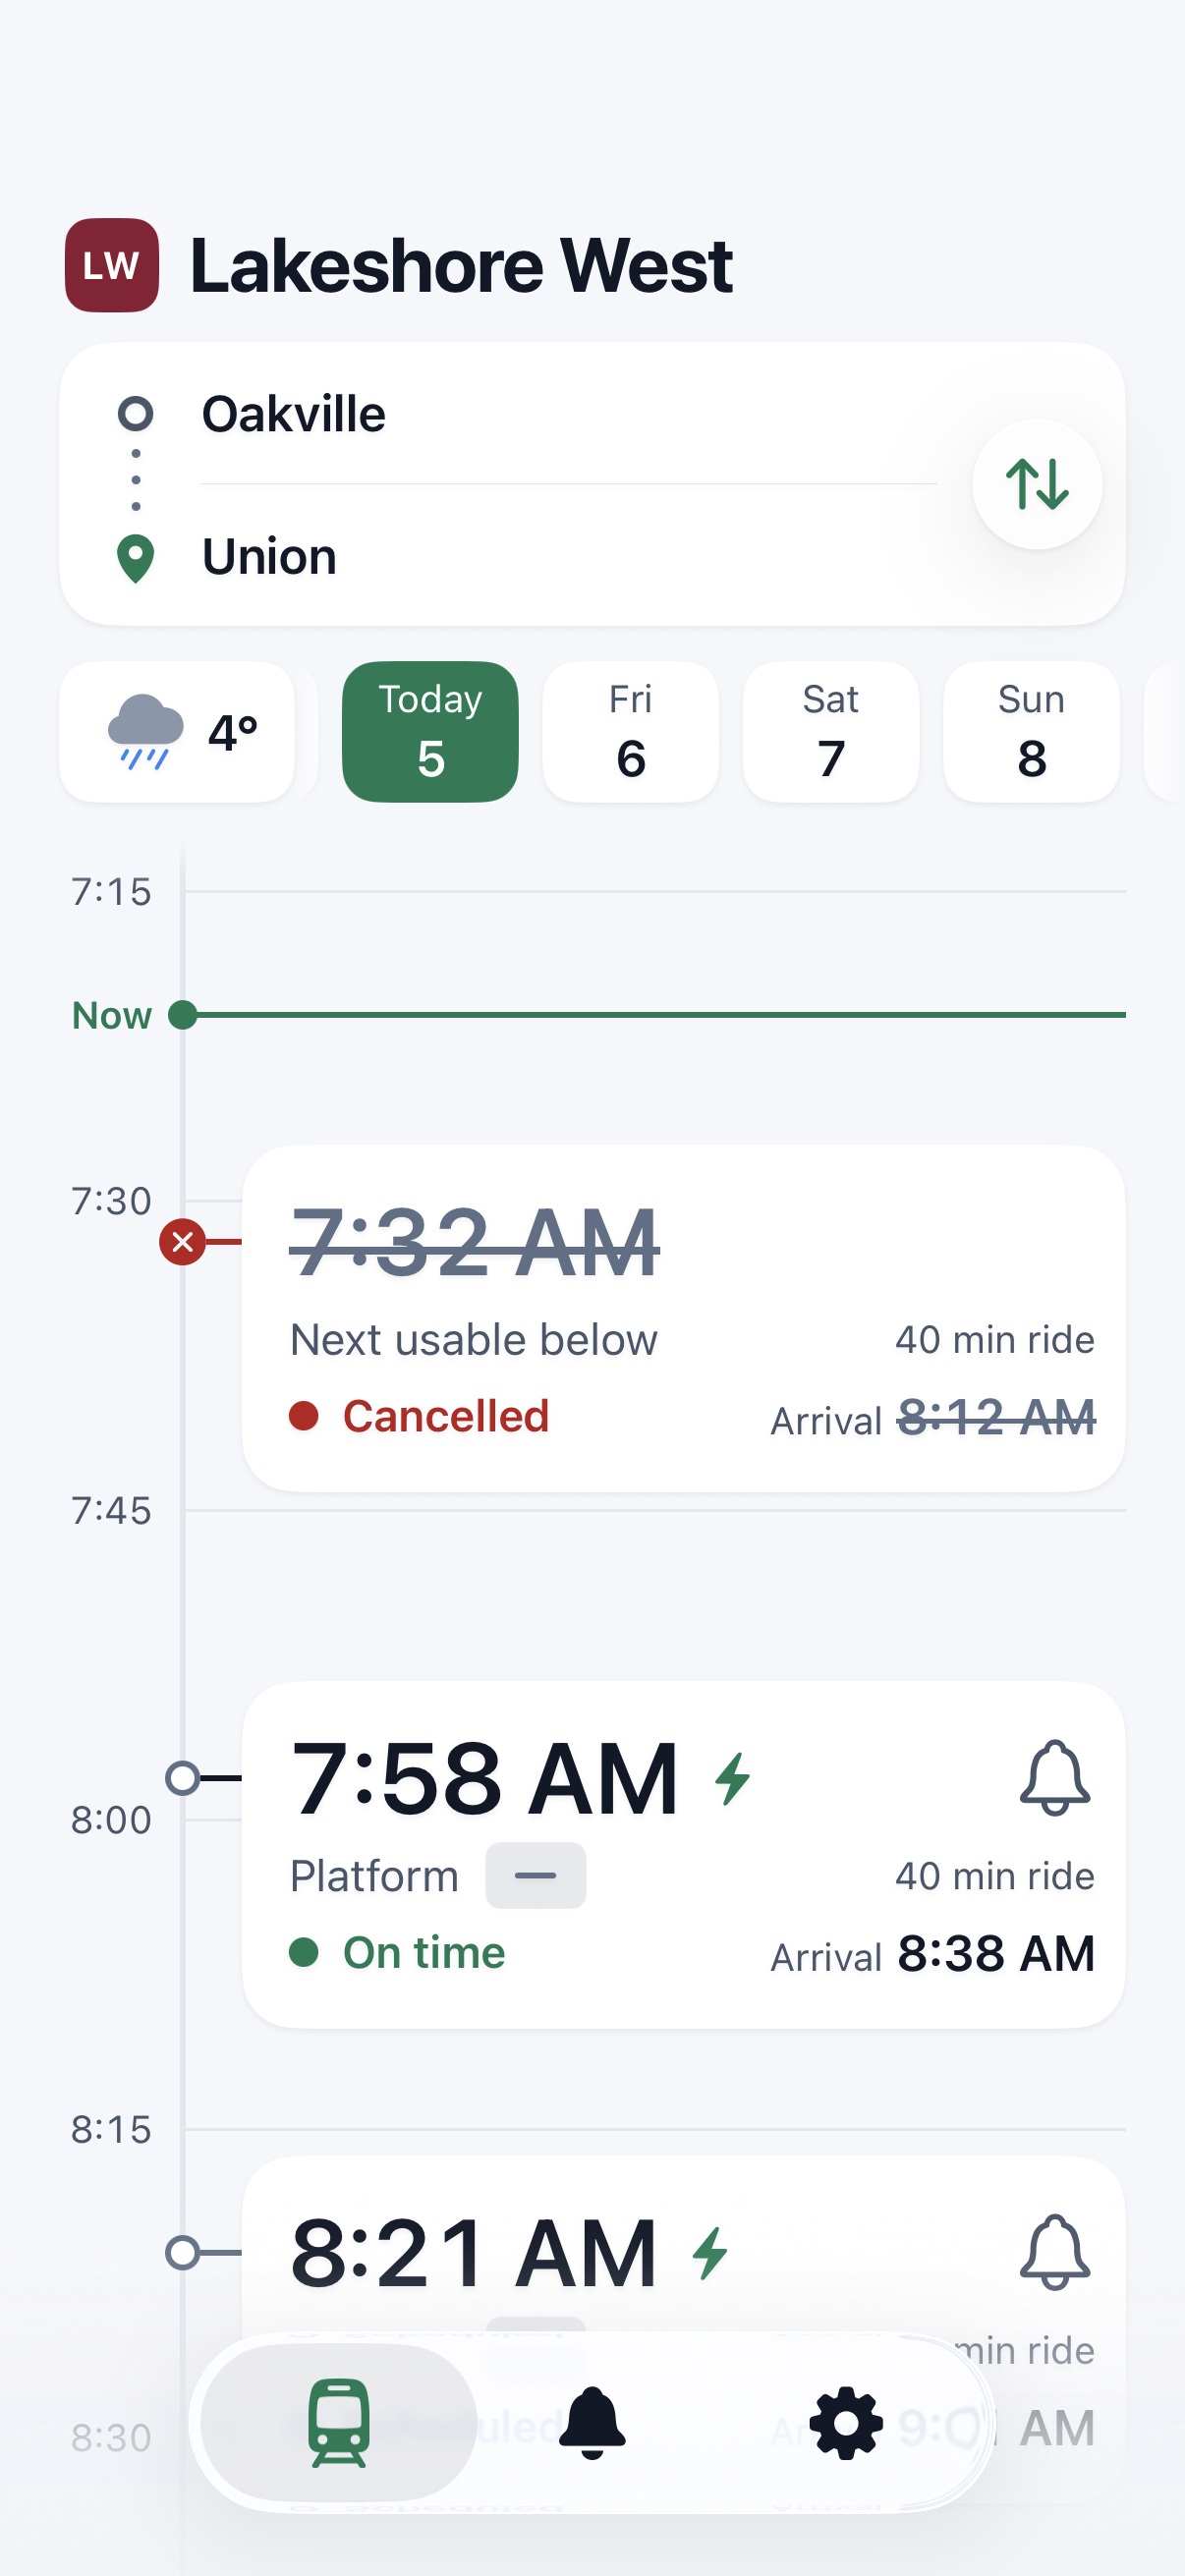 LW Lakeshore West
Oakville
Union
4°
Today
5
Fri
6
Sat
7
Sun
8
7:15
Now
7:30
7:32 AM
Next usable below
40 min ride
Cancelled
Arrival 8:12 AM
7:45
7:58 AM
8:00
Platform —
40 min ride
On time
Arrival 8:38 AM
8:15
8:21 AM
min ride
8:30
AM